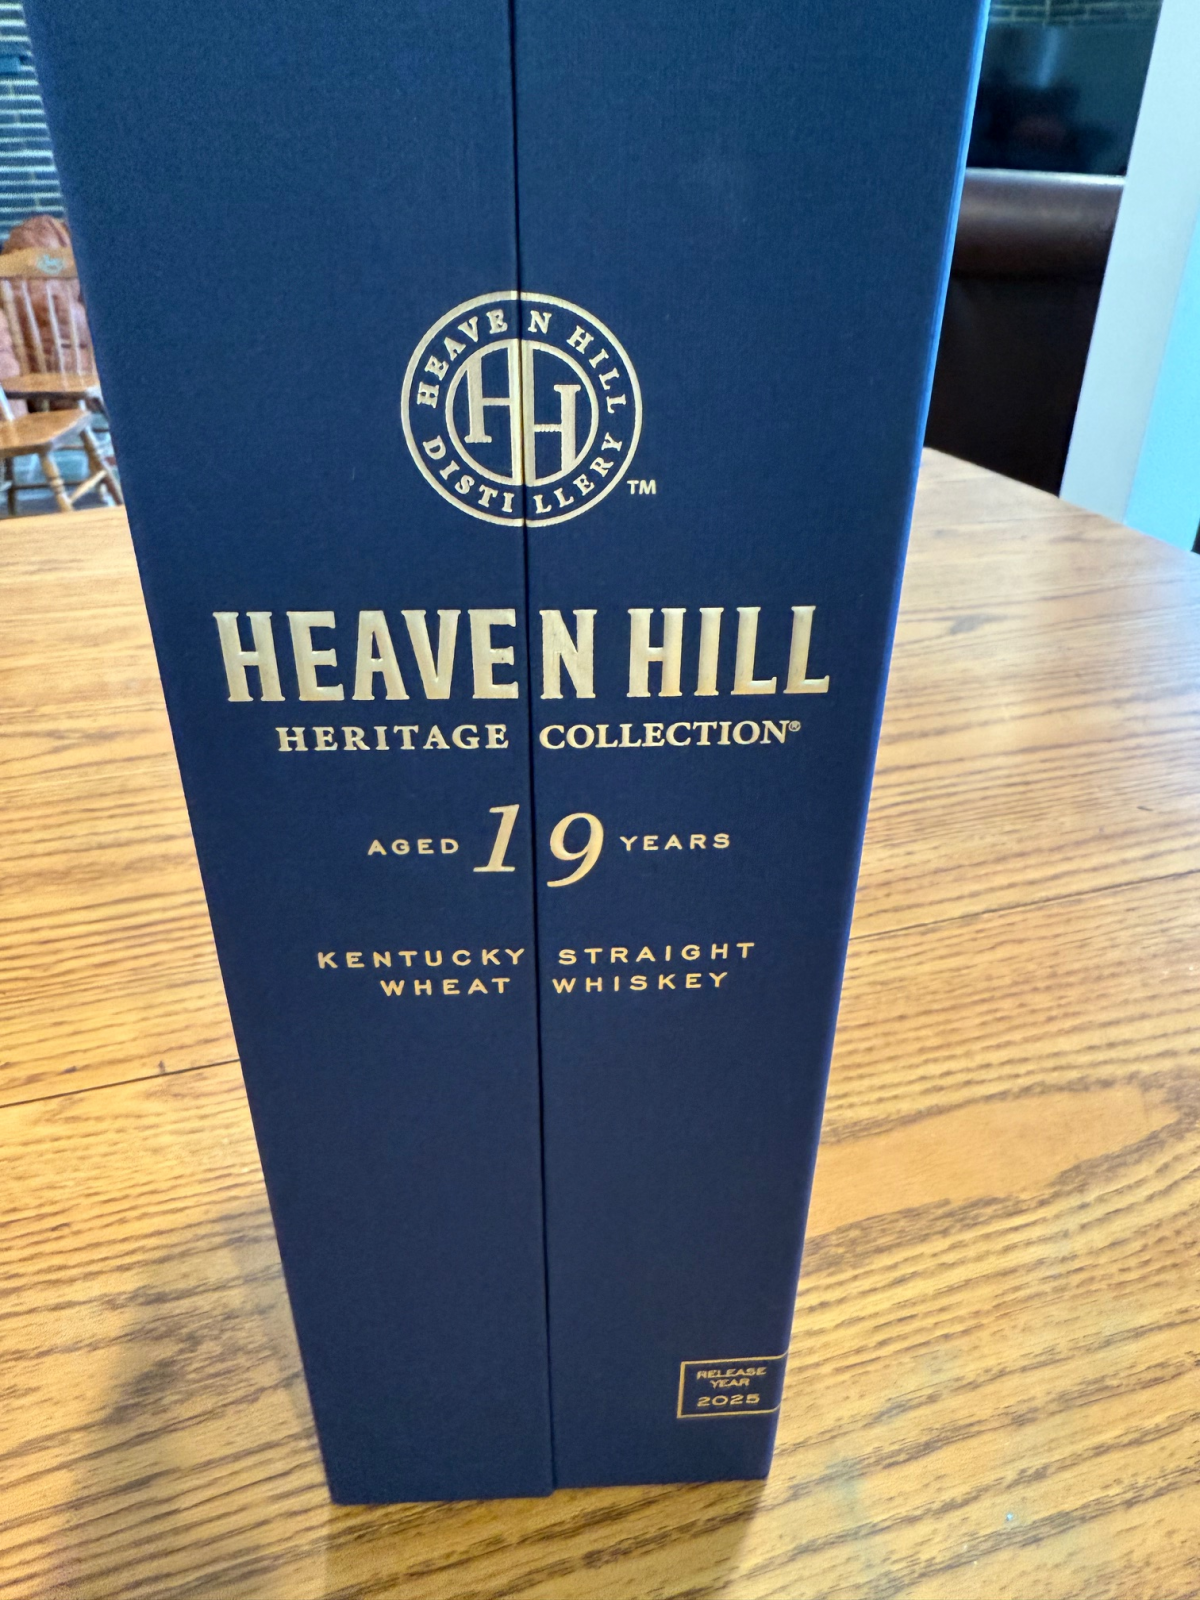 HEAVEN HILL
DISTILLERY
HH
TM
HEAVEN HILL
HERITAGE COLLECTION®
AGED 19 YEARS
KENTUCKY STRAIGHT
WHEAT WHISKEY
RELEASE
YEAR
2025